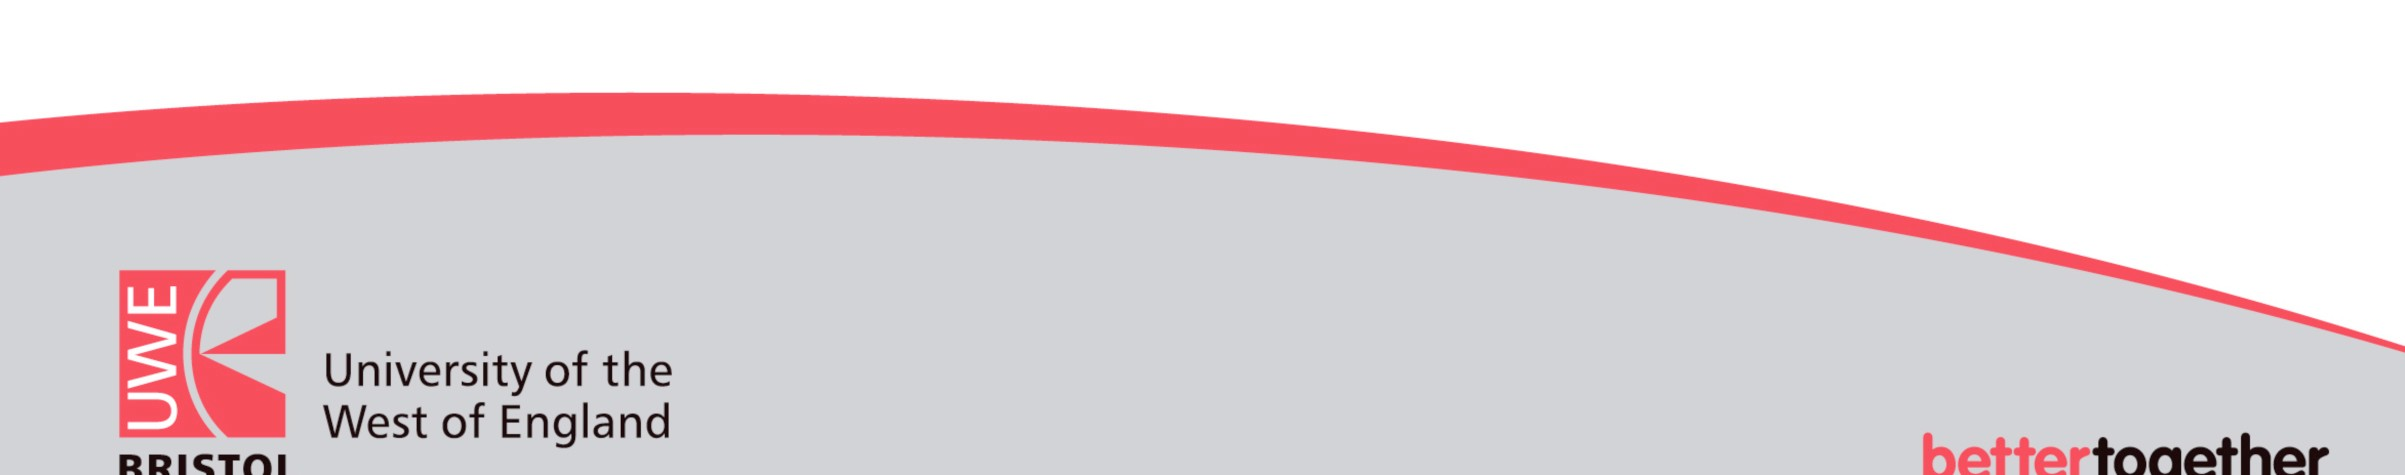 UWE
University of the
West of England
BRISTOL
bettertogether